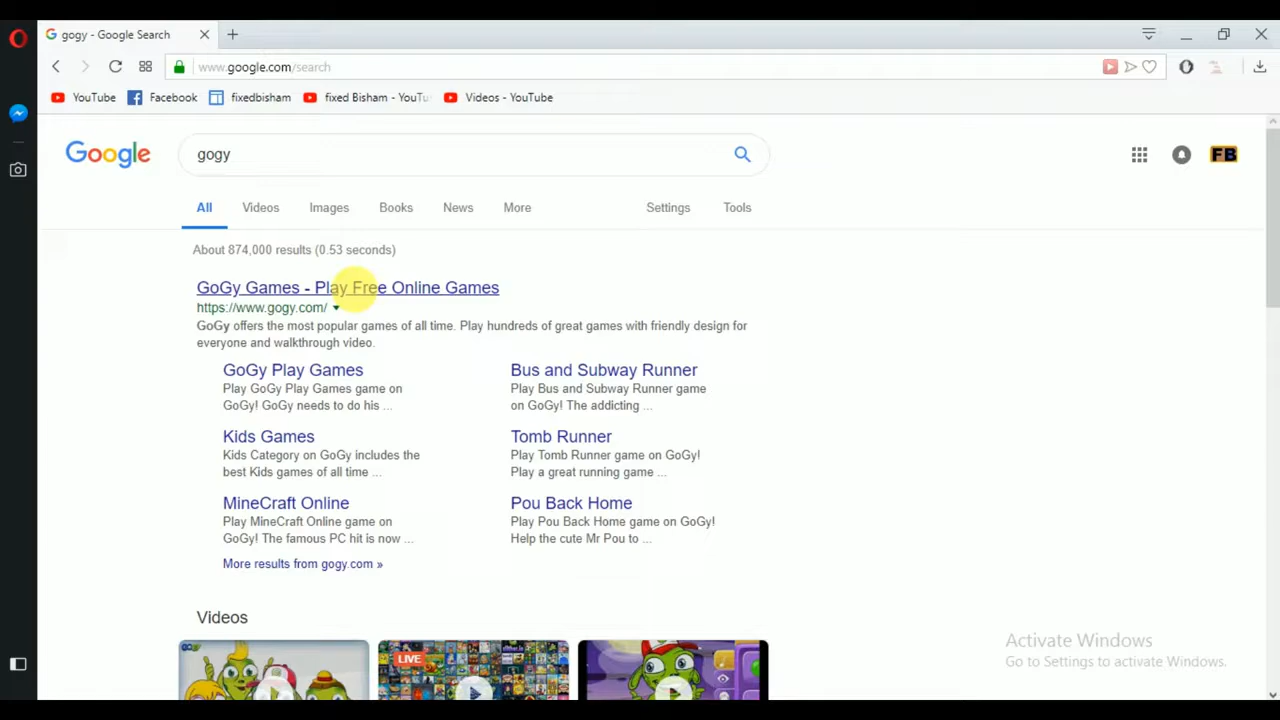 gogy - Google Search
www.google.com/search
YouTube
Facebook
fixedbisham
fixed Bisham - YouTu
Videos - YouTube
Google
gogy
FB
All
Videos
Images
Books
News
More
Settings
Tools
About 874,000 results (0.53 seconds)
GoGy Games - Play Free Online Games
https://www.gogy.com/
GoGy offers the most popular games of all time. Play hundreds of great games with friendly design for
everyone and walkthrough video.
GoGy Play Games
Play GoGy Play Games game on
GoGy! GoGy needs to do his ...
Bus and Subway Runner
Play Bus and Subway Runner game
on GoGy! The addicting ...
Kids Games
Kids Category on GoGy includes the
best Kids games of all time ...
Tomb Runner
Play Tomb Runner game on GoGy!
Play a great running game ...
MineCraft Online
Play MineCraft Online game on
GoGy! The famous PC hit is now ...
Pou Back Home
Play Pou Back Home game on GoGy!
Help the cute Mr Pou to ...
More results from gogy.com »
Videos
LIVE
Activate Windows
Go to Settings to activate Windows.